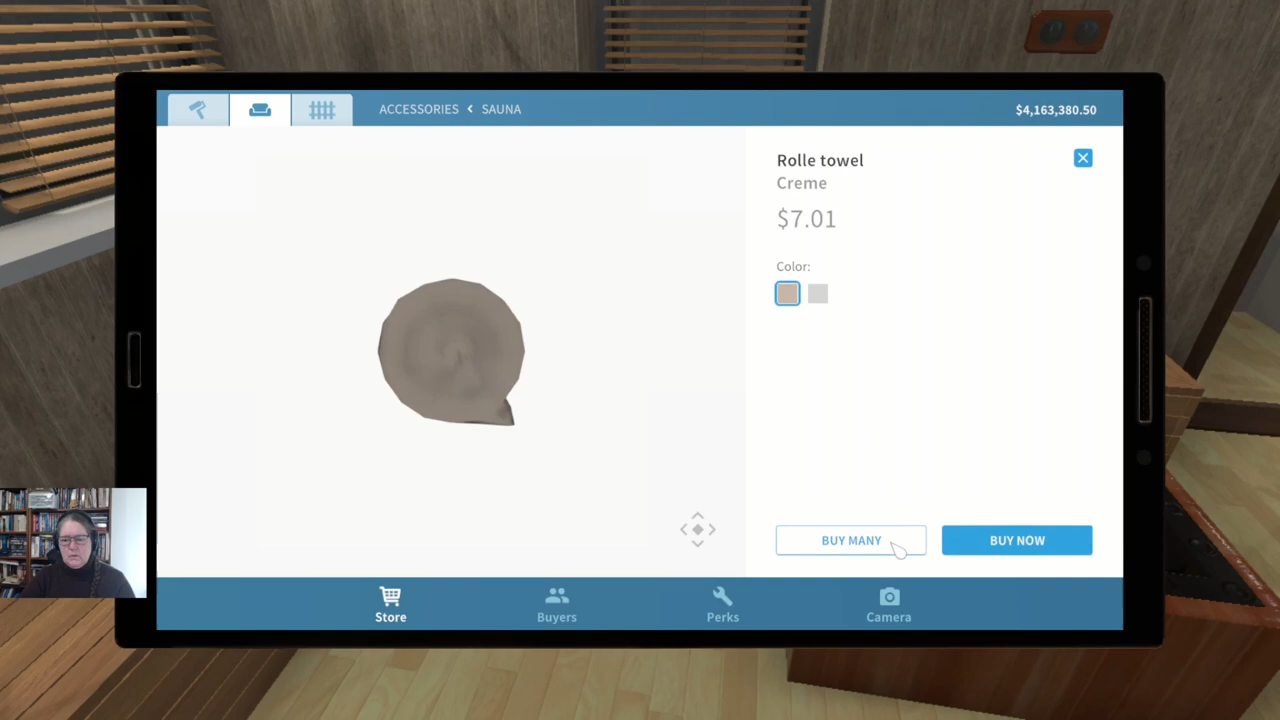 ACCESSORIES < SAUNA
$4,163,380.50
Rolle towel
Creme
$7.01
Color:
BUY MANY
BUY NOW
Store
Buyers
Perks
Camera